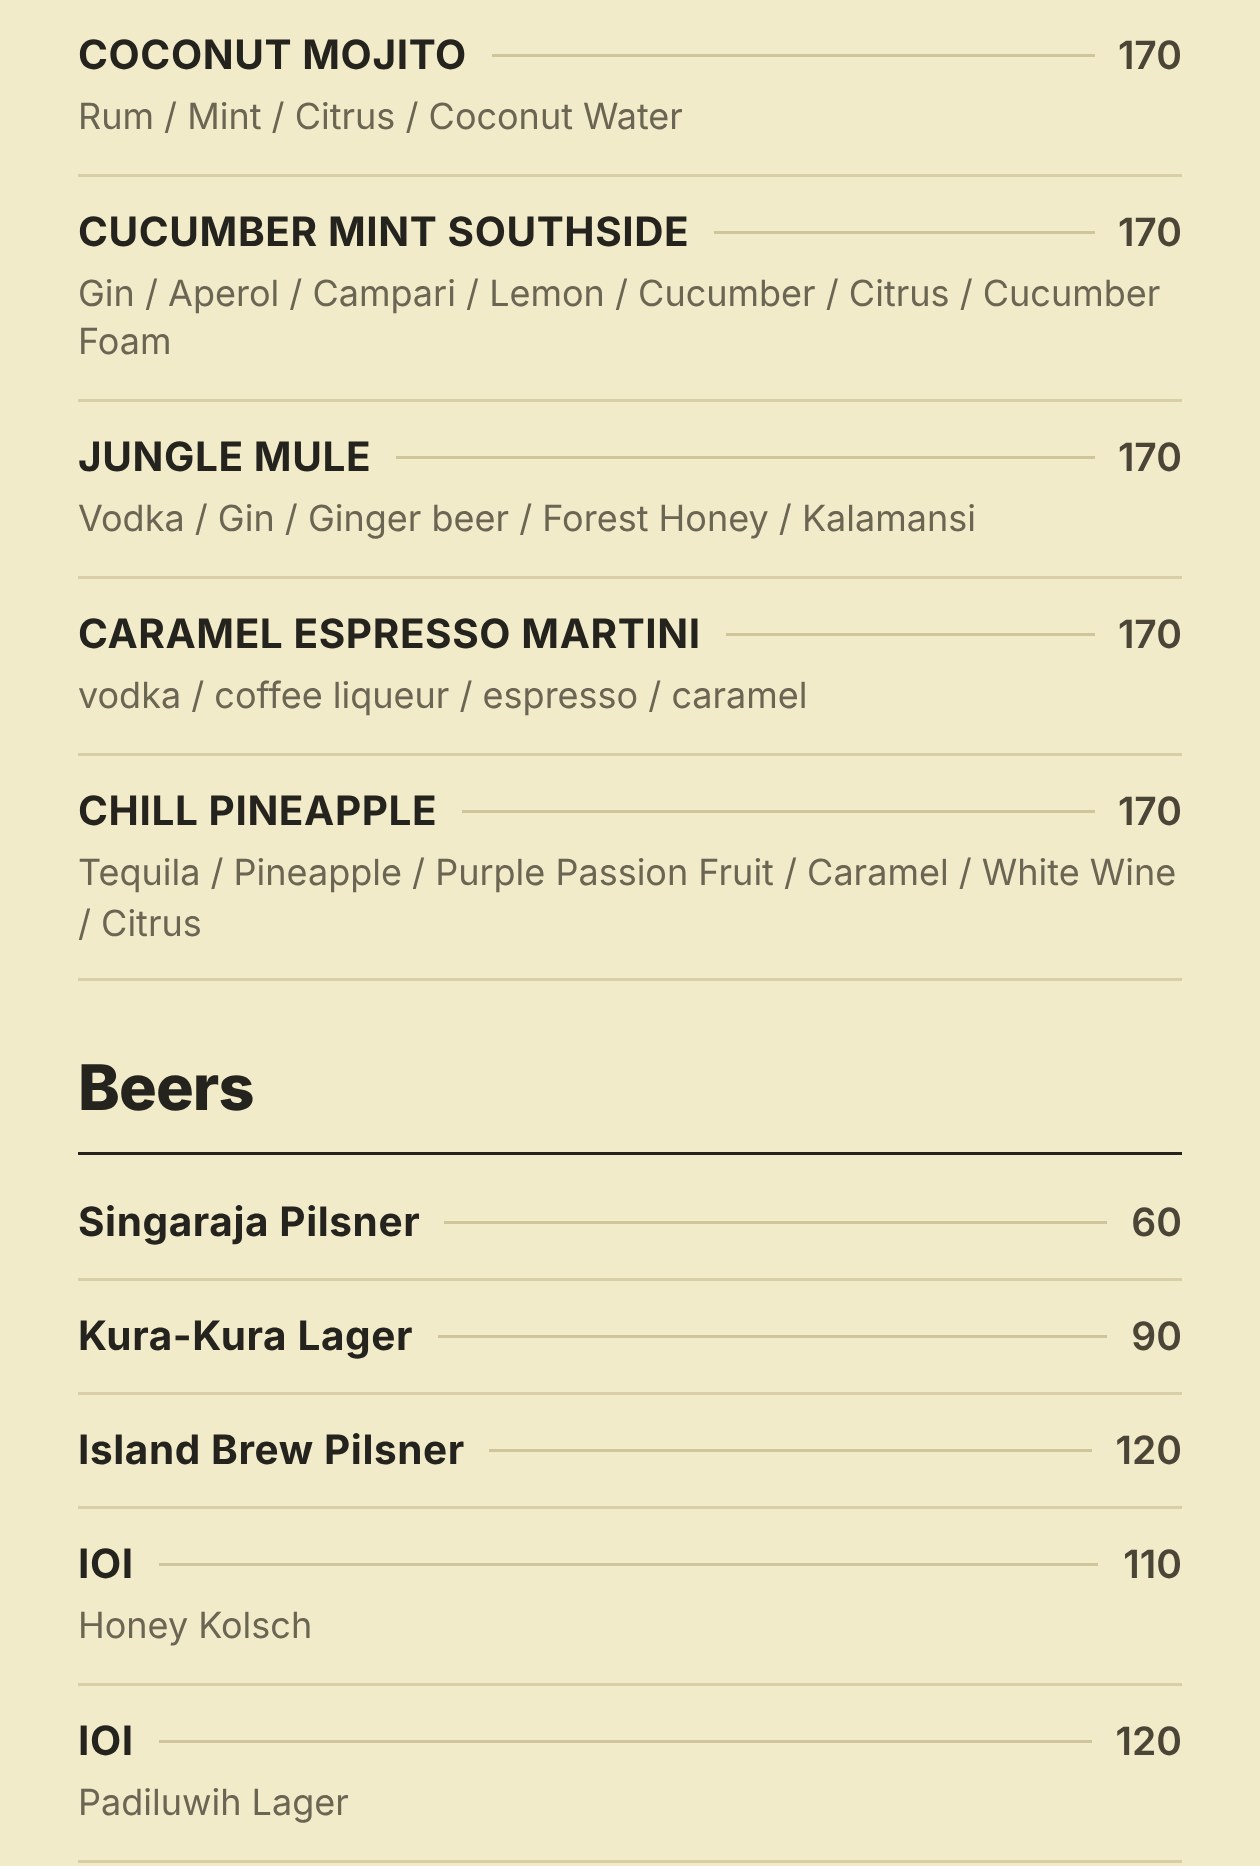 COCONUT MOJITO 170
Rum / Mint / Citrus / Coconut Water
CUCUMBER MINT SOUTHSIDE 170
Gin / Aperol / Campari / Lemon / Cucumber / Citrus / Cucumber
Foam
JUNGLE MULE 170
Vodka / Gin / Ginger beer / Forest Honey / Kalamansi
CARAMEL ESPRESSO MARTINI 170
vodka / coffee liqueur / espresso / caramel
CHILL PINEAPPLE 170
Tequila / Pineapple / Purple Passion Fruit / Caramel / White Wine
/ Citrus
Beers
Singaraja Pilsner 60
Kura-Kura Lager 90
Island Brew Pilsner 120
IOI 110
Honey Kolsch
IOI 120
Padiluwih Lager